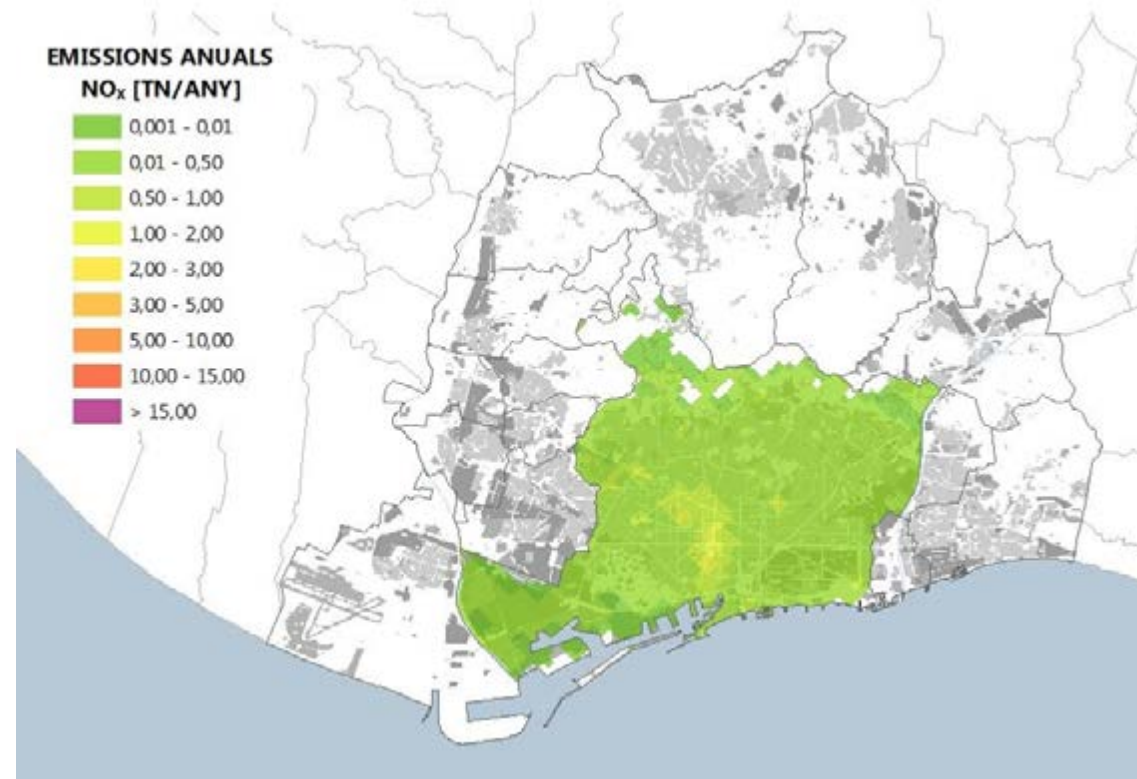 EMISSIONS ANUALS
NOₓ [TN/ANY]
0,001 - 0,01
0,01 - 0,50
0,50 - 1,00
1,00 - 2,00
2,00 - 3,00
3,00 - 5,00
5,00 - 10,00
10,00 - 15,00
> 15,00